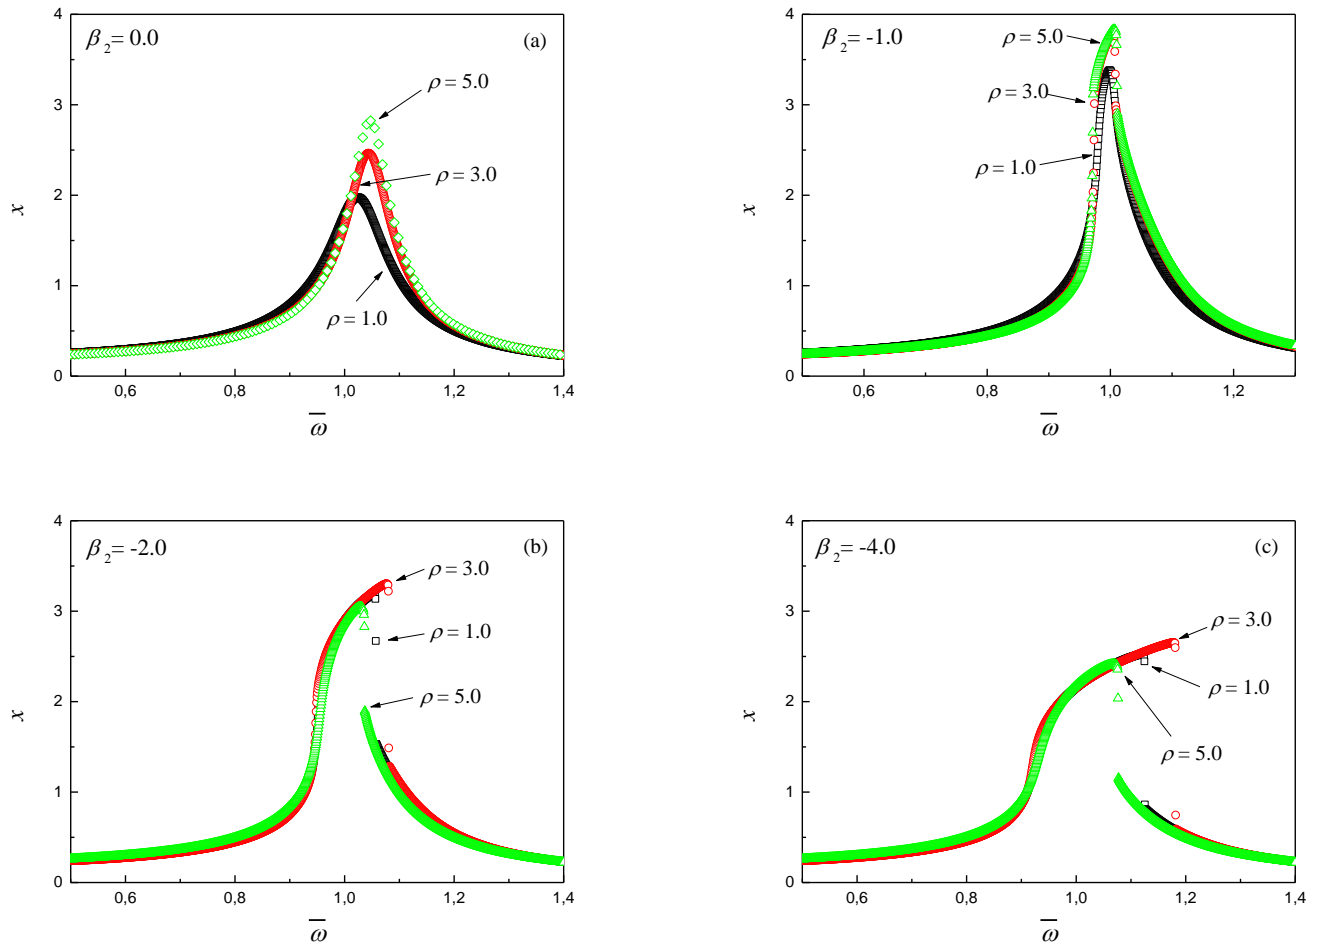 β₂= 0.0
(a)
ρ = 5.0
ρ = 3.0
ρ = 1.0
4
3
2
1
0
x
0,6
0,8
1,0
1,2
1,4
ω̅
β₂= -1.0
ρ = 5.0
ρ = 3.0
ρ = 1.0
4
3
2
1
0
x
0,6
0,8
1,0
1,2
ω̅
β₂= -2.0
(b)
ρ = 3.0
ρ = 1.0
ρ = 5.0
4
3
2
1
0
x
0,6
0,8
1,0
1,2
1,4
ω̅
β₂= -4.0
(c)
ρ = 3.0
ρ = 1.0
ρ = 5.0
4
3
2
1
0
x
0,6
0,8
1,0
1,2
1,4
ω̅